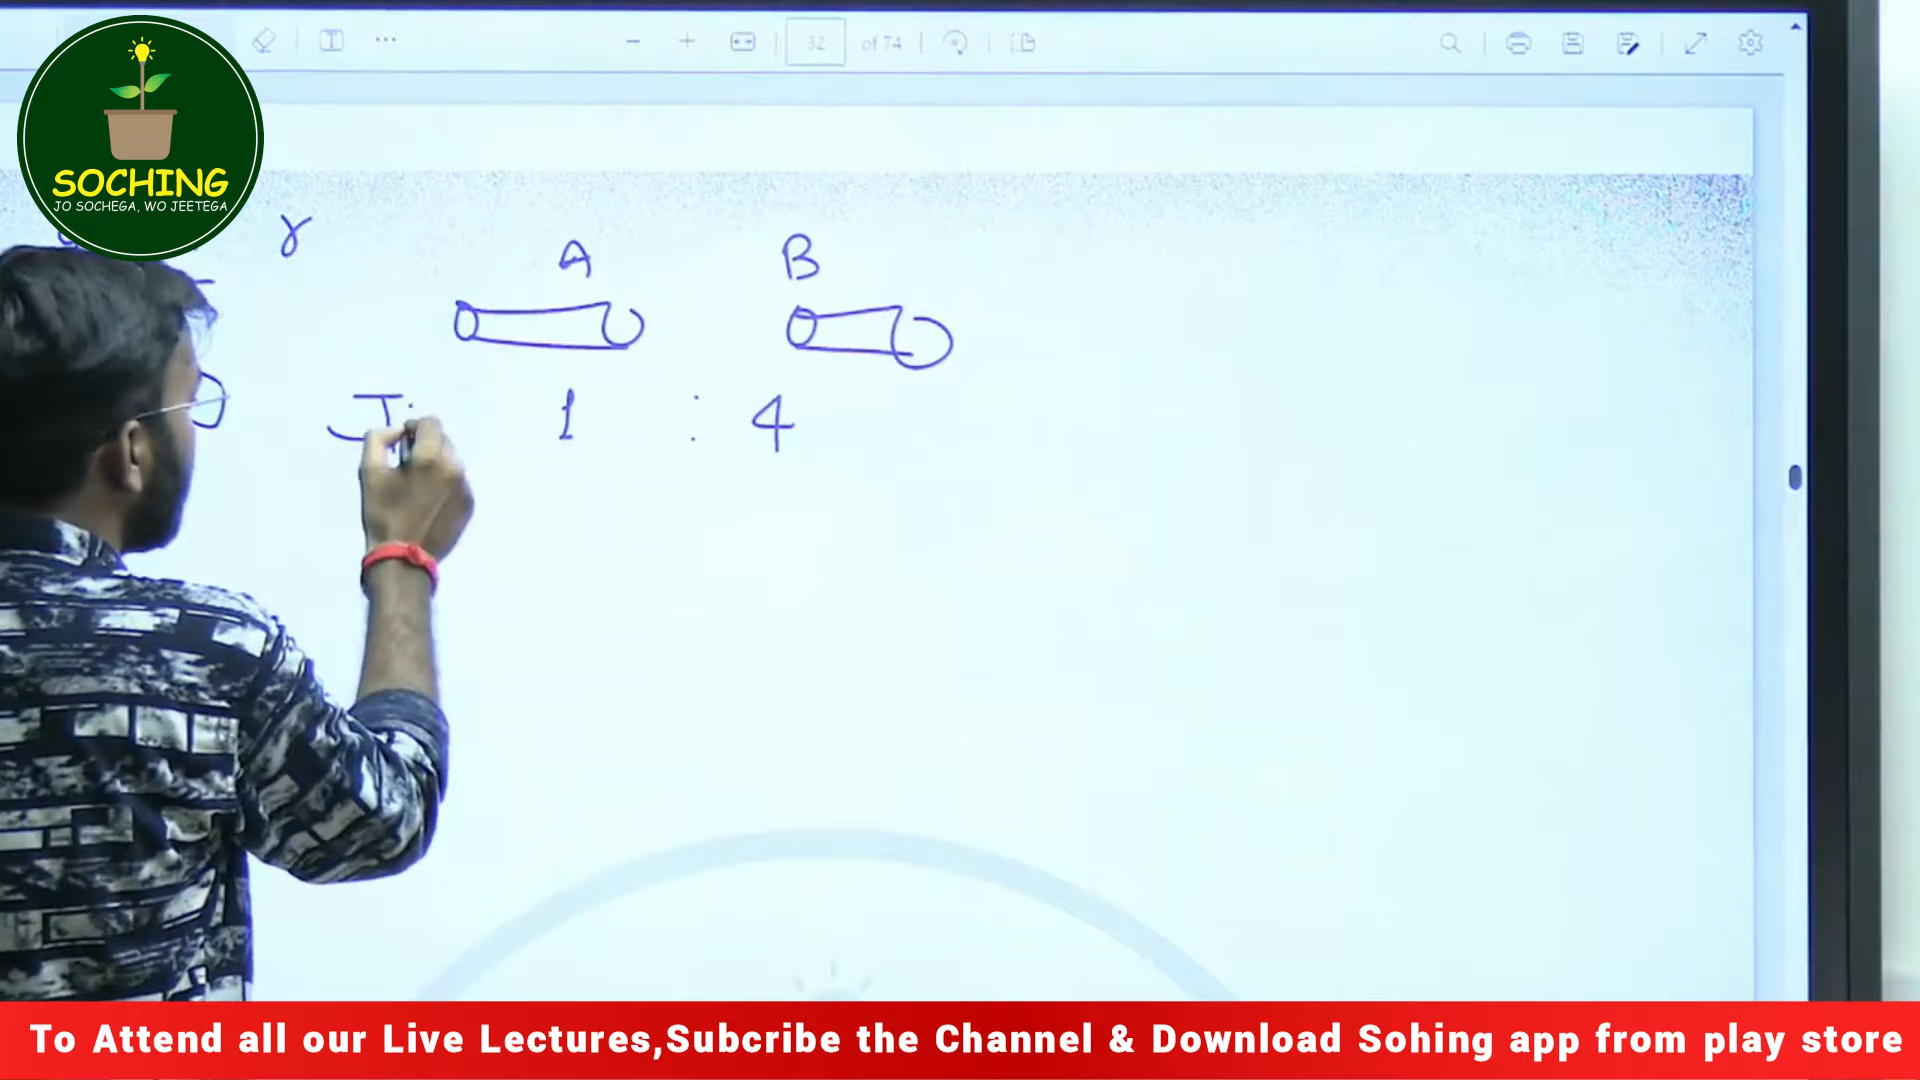 32 of 74
SOCHING
JO SOCHEGA, WO JEETEGA
γ A B
J: 1 : 4
To Attend all our Live Lectures,Subcribe the Channel & Download Sohing app from play store